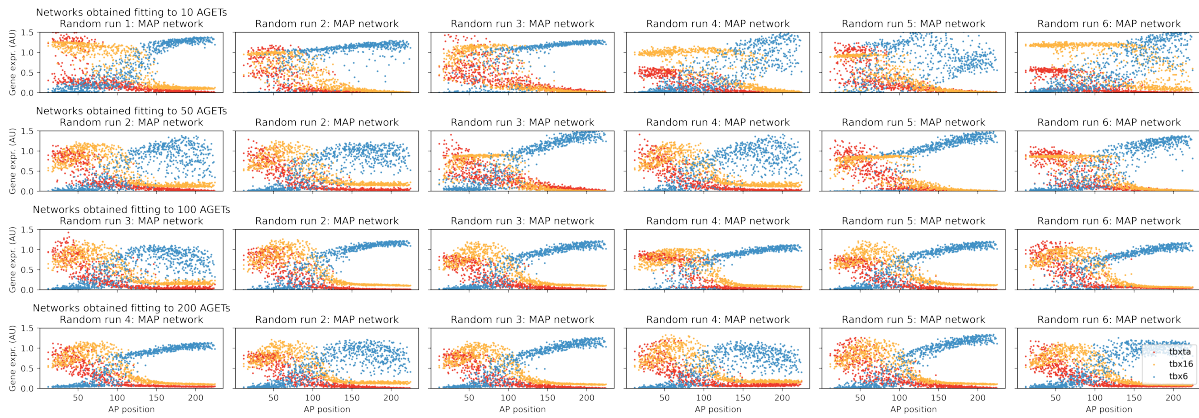 Networks obtained fitting to 10 AGETs
Random run 1: MAP network
Random run 2: MAP network
Random run 3: MAP network
Random run 4: MAP network
Random run 5: MAP network
Random run 6: MAP network
Gene expr. (AU)
1.5
1.0
0.5
0.0
Networks obtained fitting to 50 AGETs
Random run 2: MAP network
Random run 2: MAP network
Random run 3: MAP network
Random run 4: MAP network
Random run 5: MAP network
Random run 6: MAP network
Gene expr. (AU)
1.5
1.0
0.5
0.0
Networks obtained fitting to 100 AGETs
Random run 3: MAP network
Random run 2: MAP network
Random run 3: MAP network
Random run 4: MAP network
Random run 5: MAP network
Random run 6: MAP network
Gene expr. (AU)
1.5
1.0
0.5
0.0
Networks obtained fitting to 200 AGETs
Random run 4: MAP network
Random run 2: MAP network
Random run 3: MAP network
Random run 4: MAP network
Random run 5: MAP network
Random run 6: MAP network
Gene expr. (AU)
1.5
1.0
0.5
0.0
tbxta
tbx16
tbx6
50 100 150 200
50 100 150 200
50 100 150 200
50 100 150 200
50 100 150 200
50 100 150 200
AP position
AP position
AP position
AP position
AP position
AP position